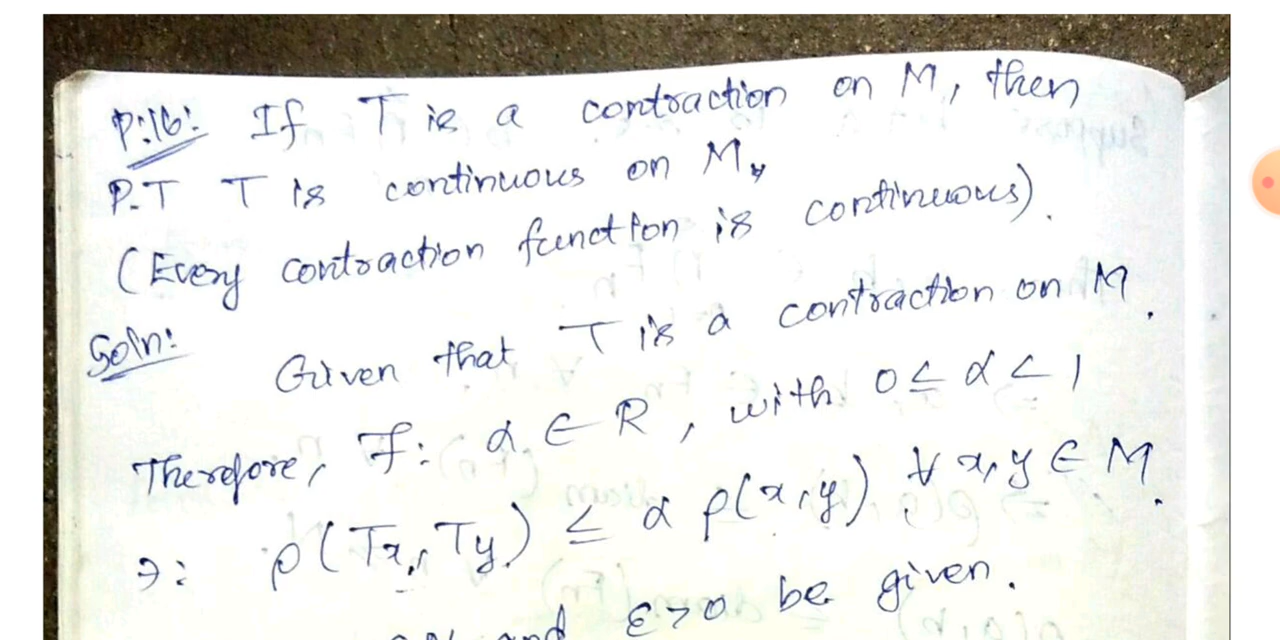 P:16: If T is a contraction on M, then
P.T T is continuous on M.
(Every contraction function is continuous).
Soln:
Given that T is a contraction on M.
Therefore, ∃: α ∈ R, with 0 ≤ α < 1
∋: ρ(Tx, Ty) ≤ α ρ(x, y) ∀ x, y ∈ M.
and ε > 0 be given.